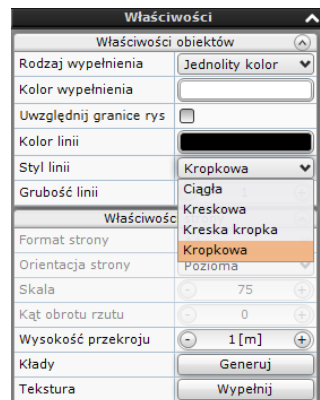 Właściwości
Właściwości obiektów
Rodzaj wypełnienia Jednolity kolor
Kolor wypełnienia
Uwzględnij granice rys
Kolor linii
Styl linii Kropkowa
Grubość linii
Ciągła
Kreskowa
Kreska kropka
Kropkowa
Właściwośc
Format strony
Orientacja strony Pozioma
Skala - 75 +
Kąt obrotu rzutu - 0 +
Wysokość przekroju - 1[m] +
Kłady Generuj
Tekstura Wypełnij